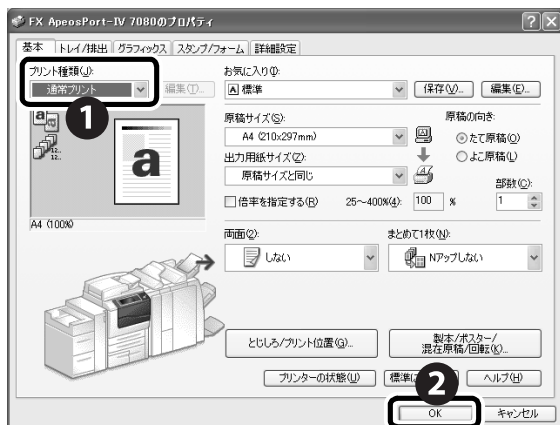 FX ApeosPort-IV 7080のプロパティ
基本 トレイ/排出 グラフィックス スタンプ/フォーム 詳細設定
プリント種類(J):
通常プリント 編集(T)...
1
お気に入り(I):
標準 保存(V)... 編集(E)...
原稿サイズ(S):
A4 (210x297mm)
原稿の向き:
たて原稿(O)
よこ原稿(L)
出力用紙サイズ(Z):
原稿サイズと同じ
倍率を指定する(R) 25～400%(4): 100 %
部数(C):
1
a
A4 (100%)
両面(2):
しない
まとめて1枚(N):
Nアップしない
とじしろ/プリント位置(G)...
製本/ポスター/
混在原稿/回転(K)...
プリンターの状態(U) 標準に ヘルプ(H)
2
OK キャンセル